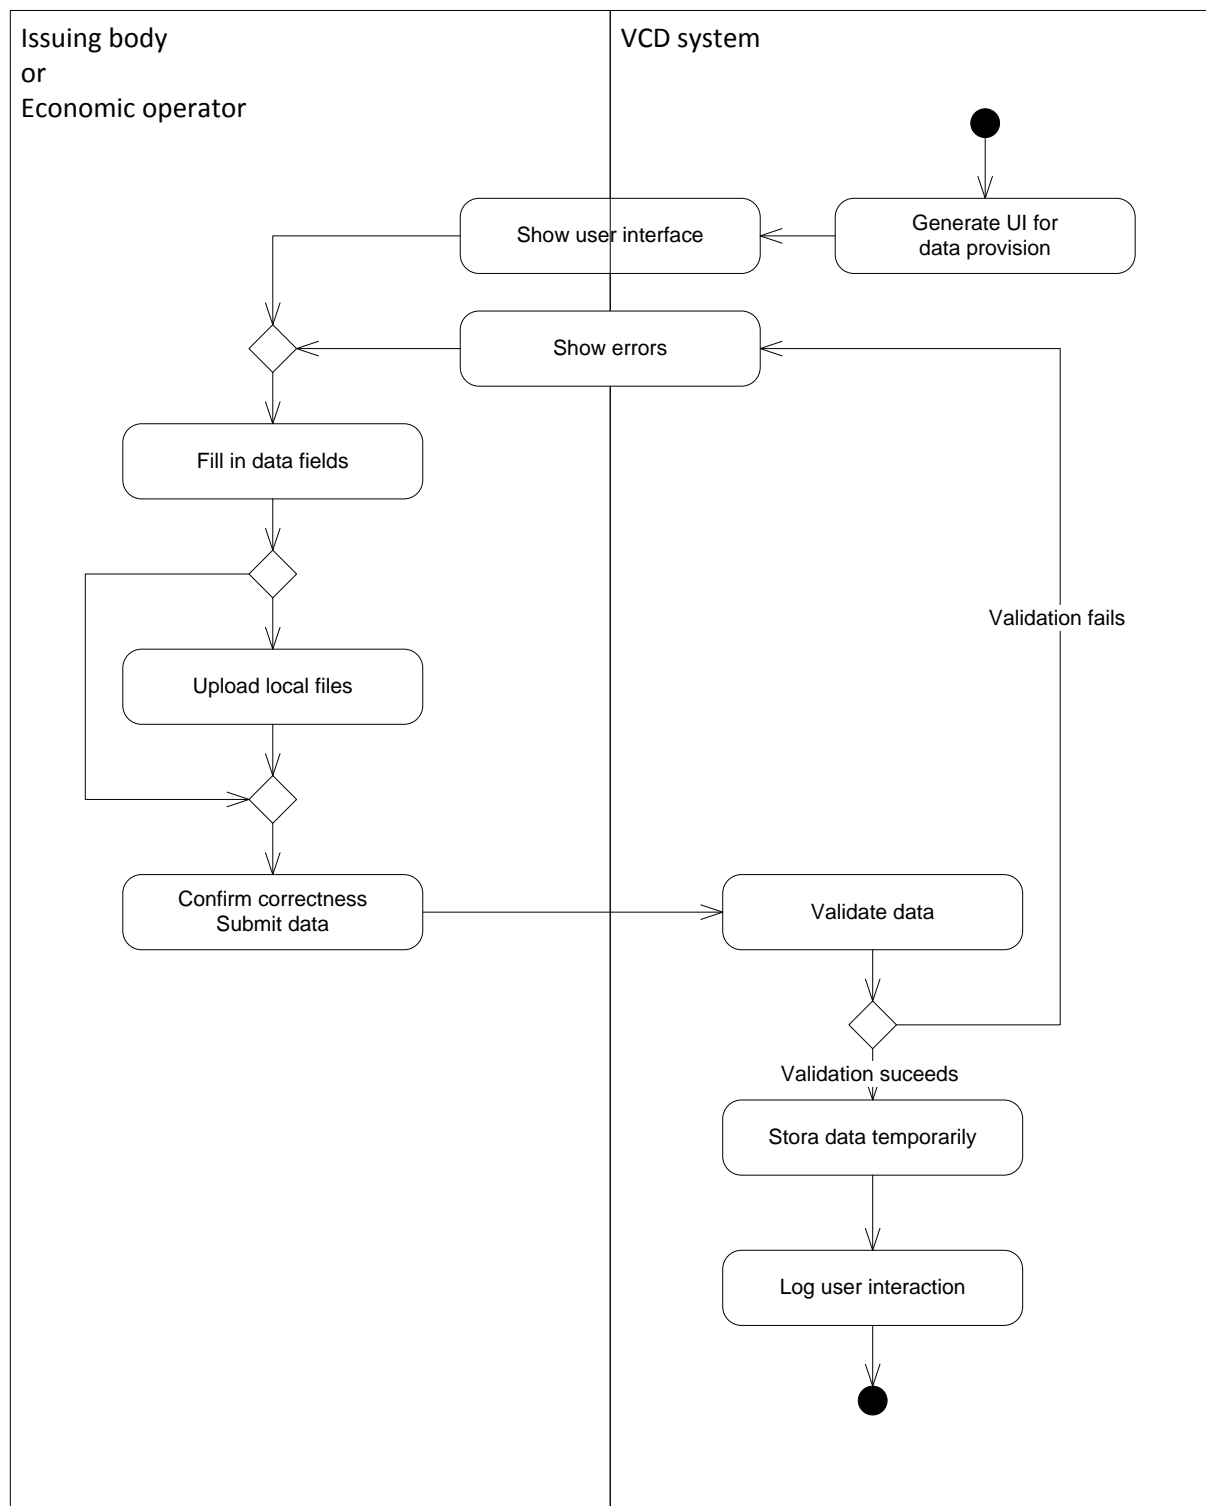 Issuing body
or
Economic operator
VCD system
Generate UI for
data provision
Show user interface
Show errors
Fill in data fields
Validation fails
Upload local files
Confirm correctness
Submit data
Validate data
Validation suceeds
Stora data temporarily
Log user interaction